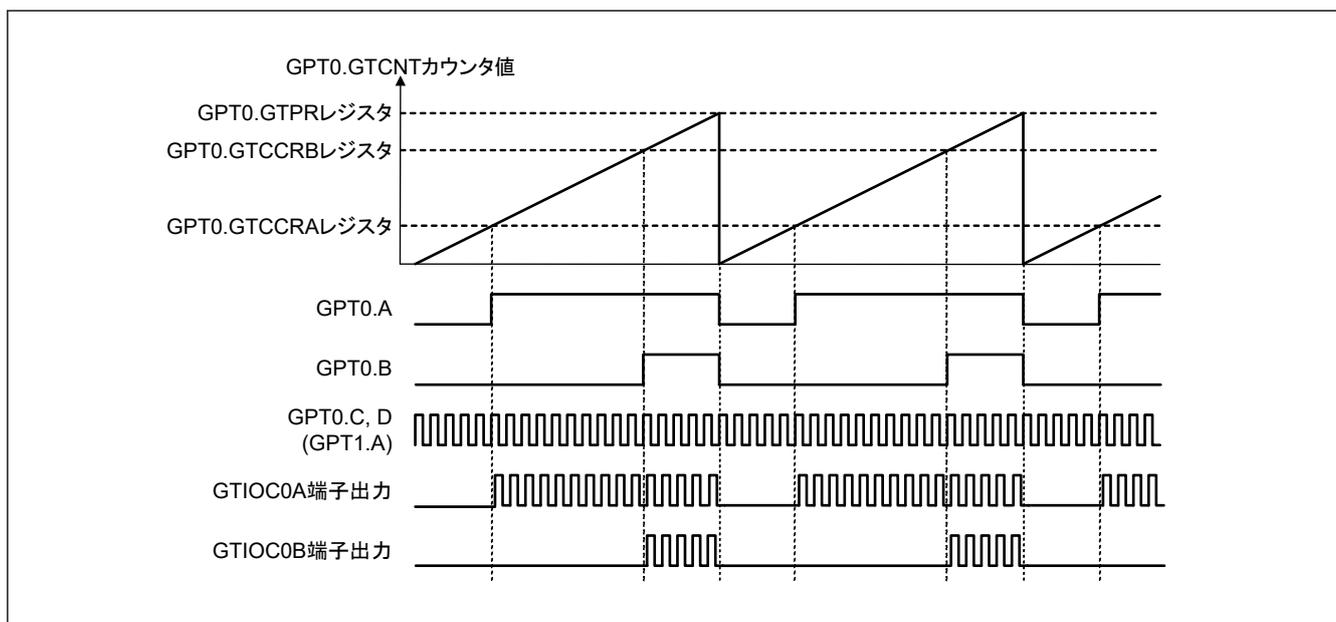 GPT0.GTCNTカウンタ値
GPT0.GTPRレジスタ
GPT0.GTCCRBレジスタ
GPT0.GTCCRAレジスタ
GPT0.A
GPT0.B
GPT0.C, D
(GPT1.A)
GTIOC0A端子出力
GTIOC0B端子出力